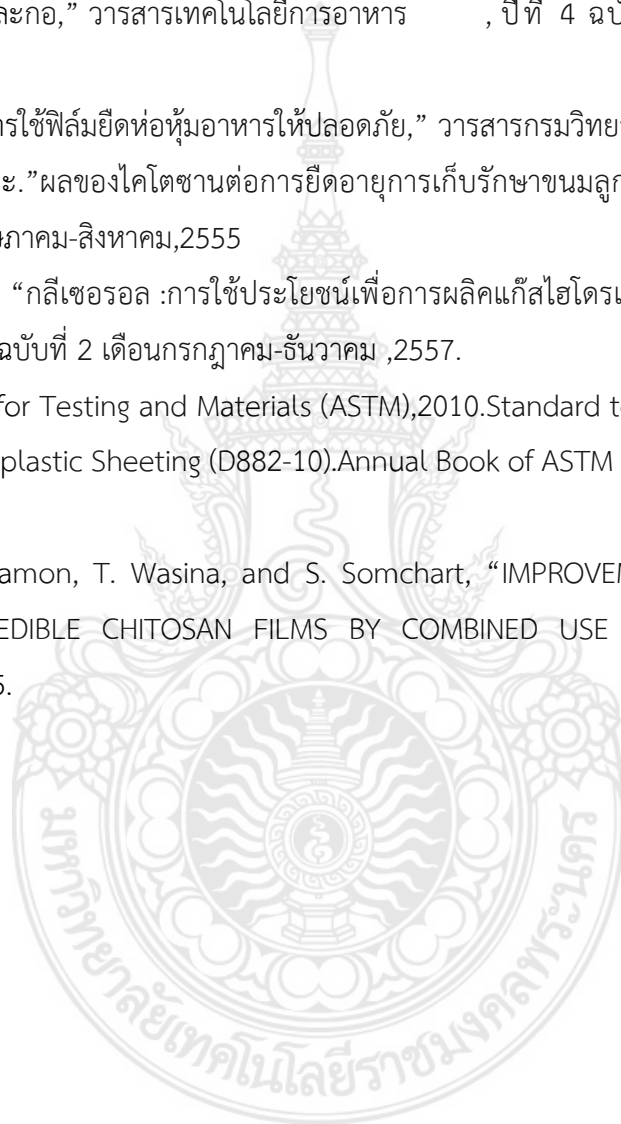 ละกอ,” วารสารเทคโนโลยีการอาหาร , ปีที่ 4 ฉบั
ารใช้ฟิล์มยืดห่อหุ้มอาหารให้ปลอดภัย,” วารสารกรมวิทย
ะ.”ผลของไคโตซานต่อการยืดอายุการเก็บรักษาขนมลูก
ษภาคม-สิงหาคม,2555
“กลีเซอรอล :การใช้ประโยชน์เพื่อการผลิคแก๊สไฮโดรเ
ฉบับที่ 2 เดือนกรกฎาคม-ธันวาคม ,2557.
for Testing and Materials (ASTM),2010.Standard t
plastic Sheeting (D882-10).Annual Book of ASTM
amon, T. Wasina, and S. Somchart, “IMPROVEM
EDIBLE CHITOSAN FILMS BY COMBINED USE
5.
มหาวิทยาลัยเทคโนโลยีราชมงคลพระนคร